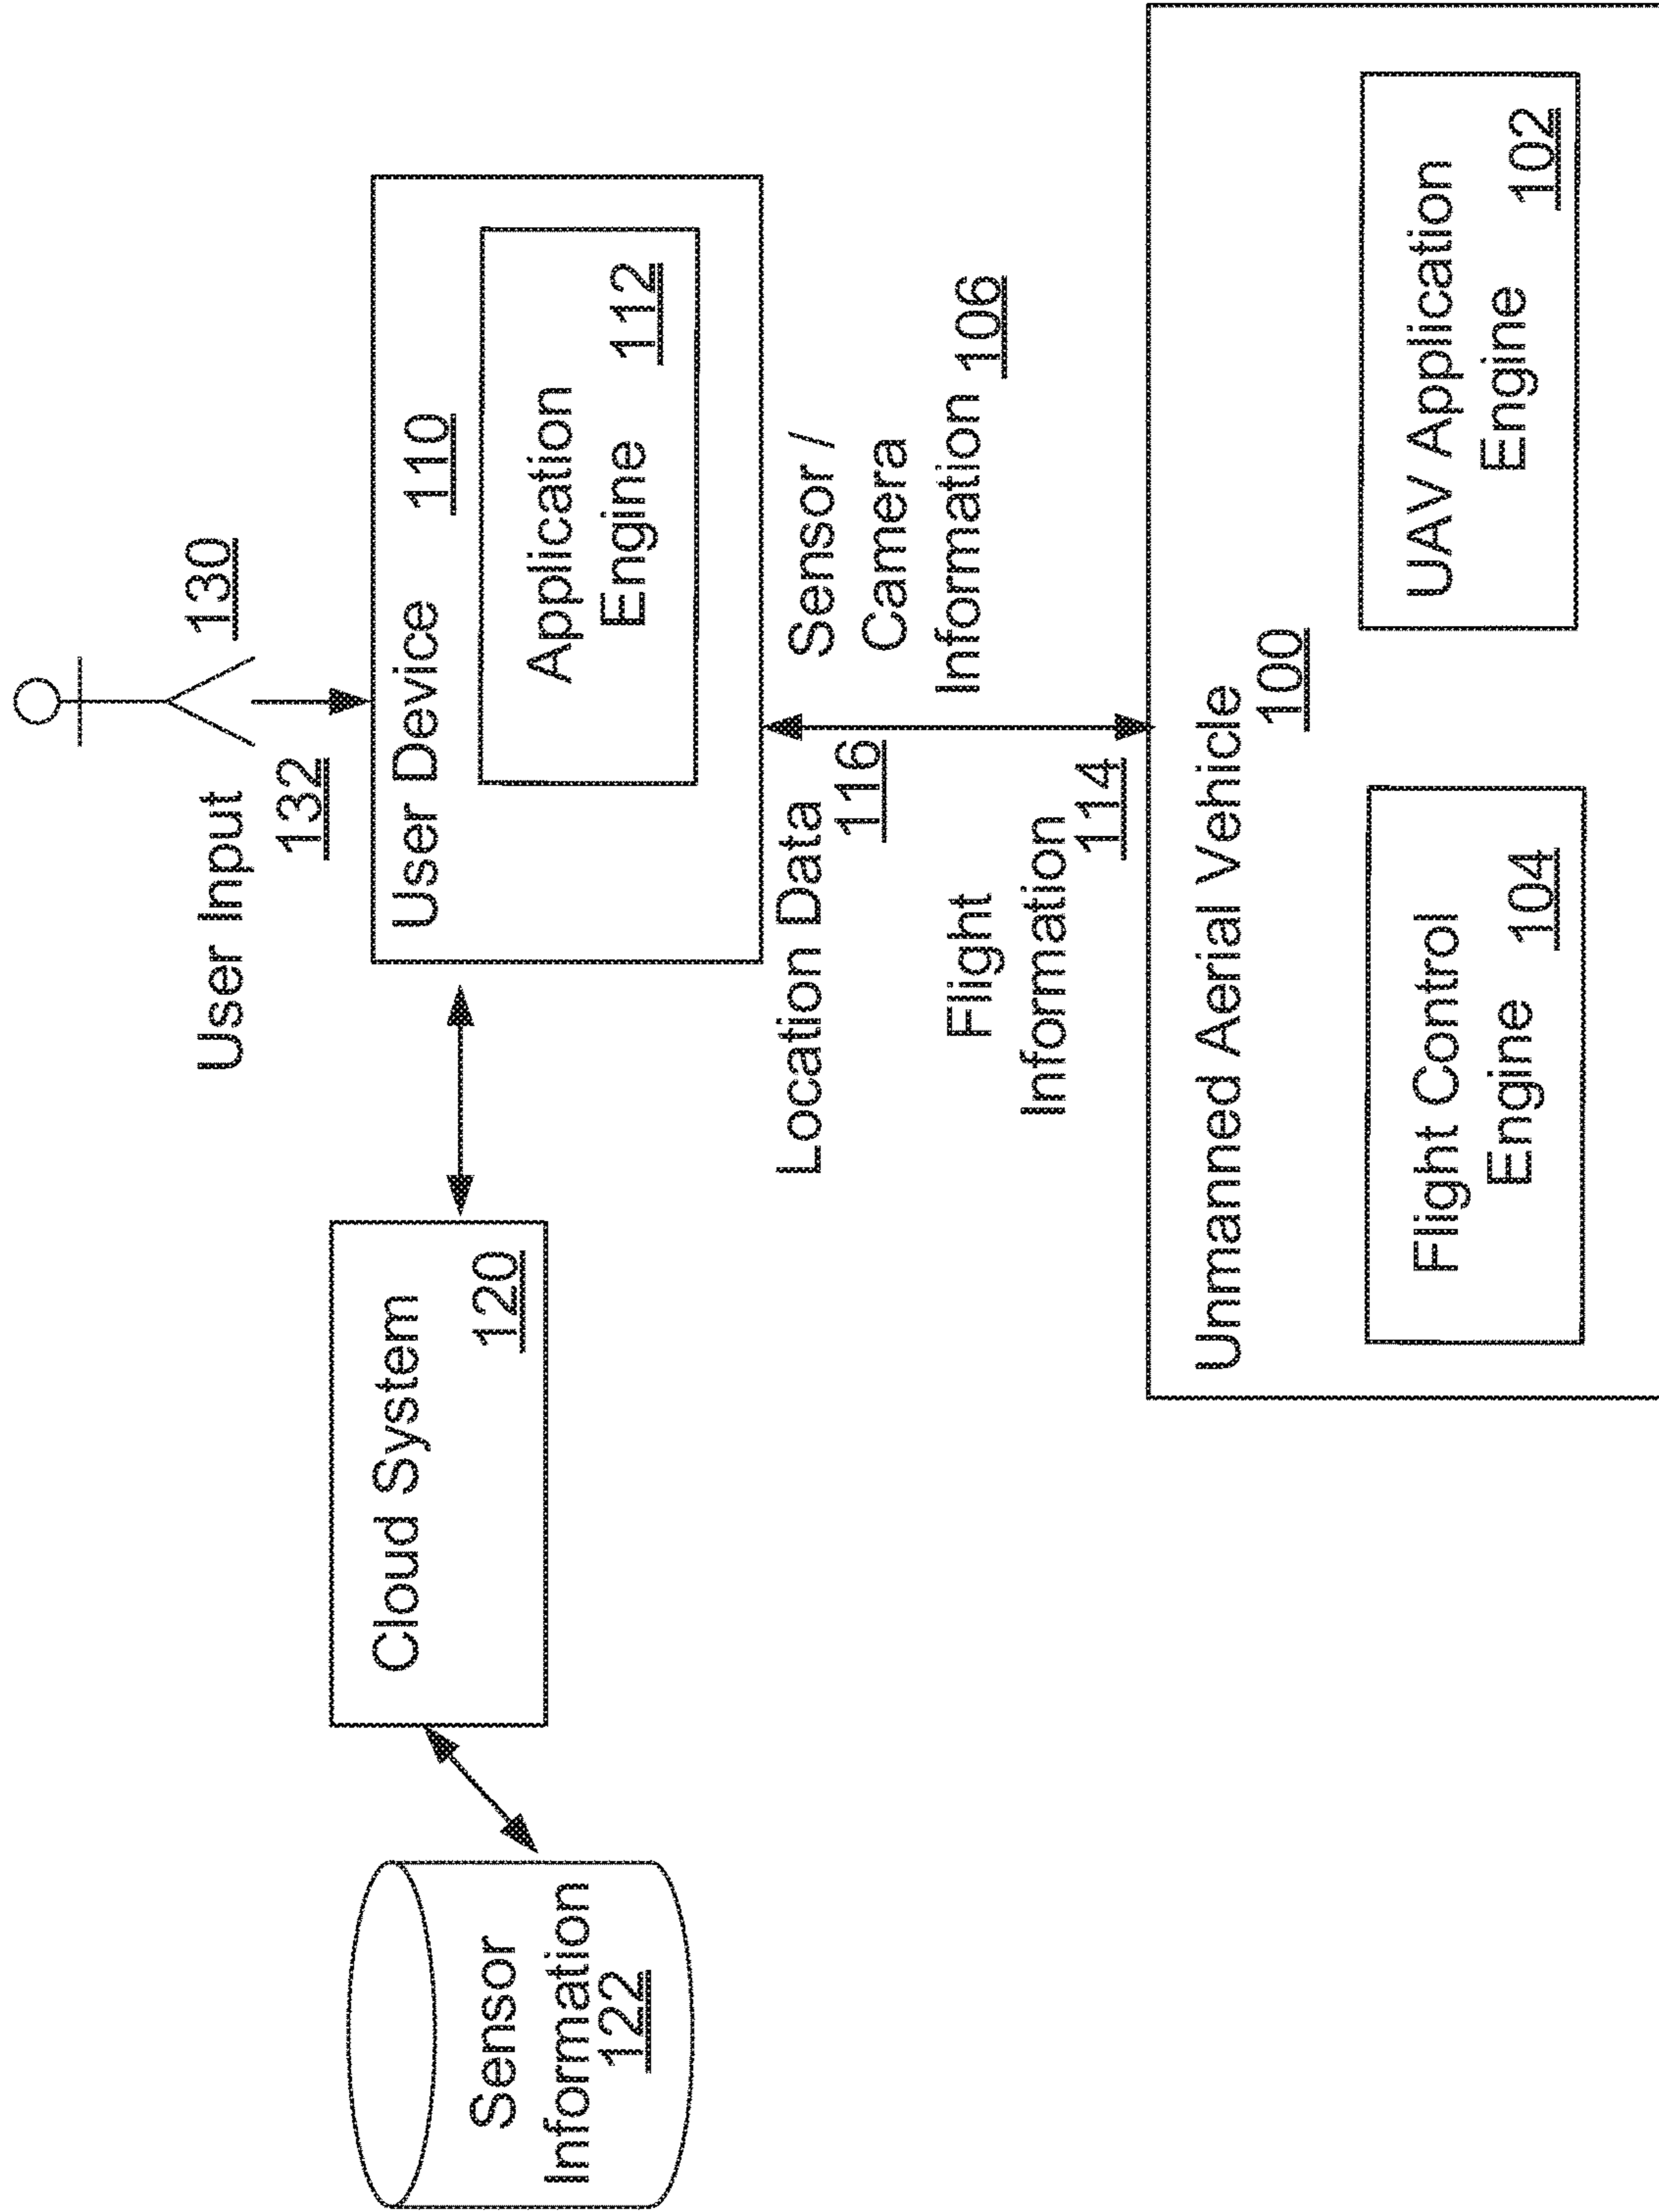 130
User Input
132
User Device
110
Application
Engine
112
Cloud System
120
Sensor
Information
122
Location Data
116
Sensor /
Camera
Information 106
Flight
Information
114
Unmanned Aerial Vehicle
100
Flight Control
Engine
104
UAV Application
Engine
102